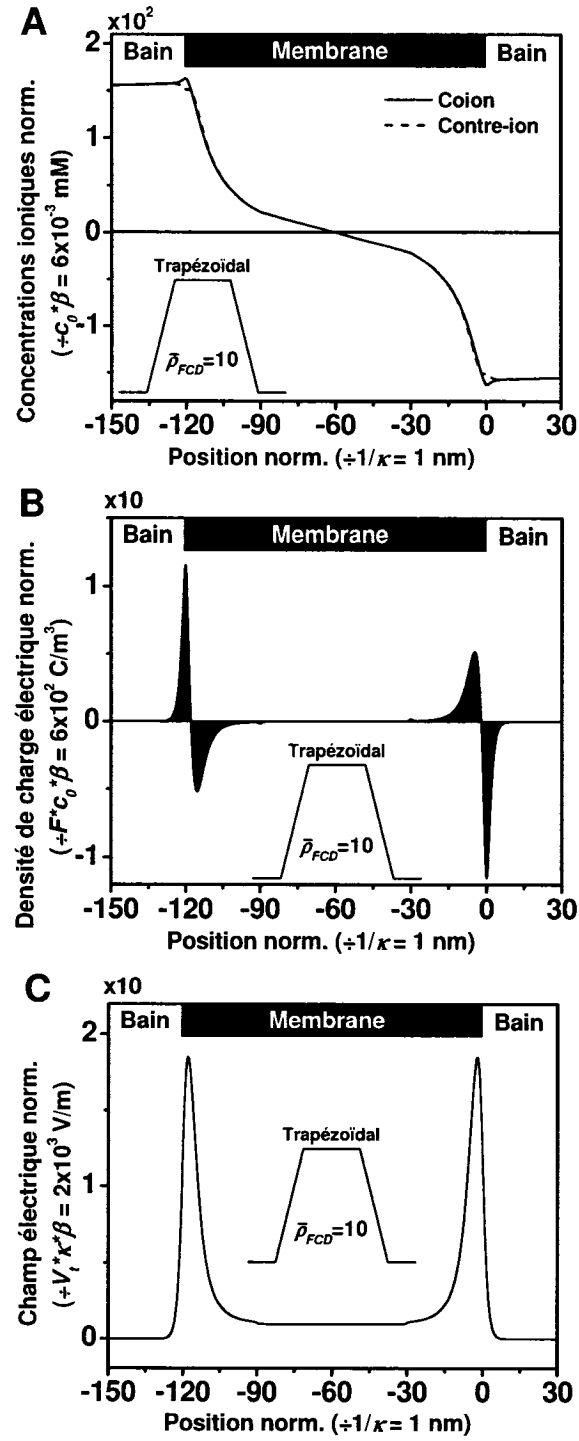 A
x10²
Bain Membrane Bain
Coion
Contre-ion
Concentrations ioniques norm.
(÷c₀*β = 6x10⁻³ mM)
2
1
0
-1
Trapézoïdal
ρ̄FCD=10
-150 -120 -90 -60 -30 0 30
Position norm. (÷1/κ = 1 nm)
B
x10
Bain Membrane Bain
Densité de charge électrique norm.
(÷F*c₀*β = 6x10² C/m³)
1
0
-1
Trapézoïdal
ρ̄FCD=10
-150 -120 -90 -60 -30 0 30
Position norm. (÷1/κ = 1 nm)
C
x10
Bain Membrane Bain
Champ électrique norm.
(÷Vₜ*κ*β = 2x10³ V/m)
2
1
0
Trapézoïdal
ρ̄FCD=10
-150 -120 -90 -60 -30 0 30
Position norm. (÷1/κ = 1 nm)